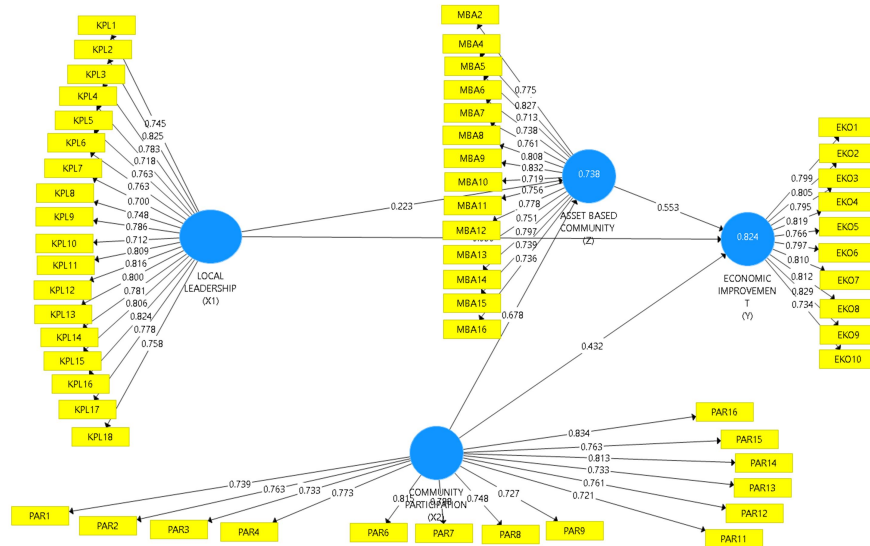 KPL1
KPL2
KPL3
KPL4
KPL5
KPL6
KPL7
KPL8
KPL9
KPL10
KPL11
KPL12
KPL13
KPL14
KPL15
KPL16
KPL17
KPL18
0.745
0.825
0.783
0.718
0.763
0.763
0.700
0.748
0.786
0.712
0.809
0.816
0.800
0.781
0.806
0.824
0.778
0.758
LOCAL
LEADERSHIP
(X1)
0.223
MBA2
MBA4
MBA5
MBA6
MBA7
MBA8
MBA9
MBA10
MBA11
MBA12
MBA13
MBA14
MBA15
MBA16
0.775
0.827
0.713
0.738
0.761
0.808
0.832
0.719
0.756
0.778
0.751
0.797
0.739
0.736
0.738
ASSET BASED
COMMUNITY
(Z)
0.553
0.678
0.432
0.824
ECONOMIC
IMPROVEMEN
T
(Y)
0.799
0.805
0.795
0.819
0.766
0.797
0.810
0.812
0.829
0.734
EKO1
EKO2
EKO3
EKO4
EKO5
EKO6
EKO7
EKO8
EKO9
EKO10
COMMUNITY
PARTICIPATION
(X2)
0.739
0.763
0.733
0.773
0.815
0.748
0.727
PAR1
PAR2
PAR3
PAR4
PAR6
PAR7
PAR8
PAR9
0.834
0.763
0.813
0.733
0.761
0.721
PAR16
PAR15
PAR14
PAR13
PAR12
PAR11